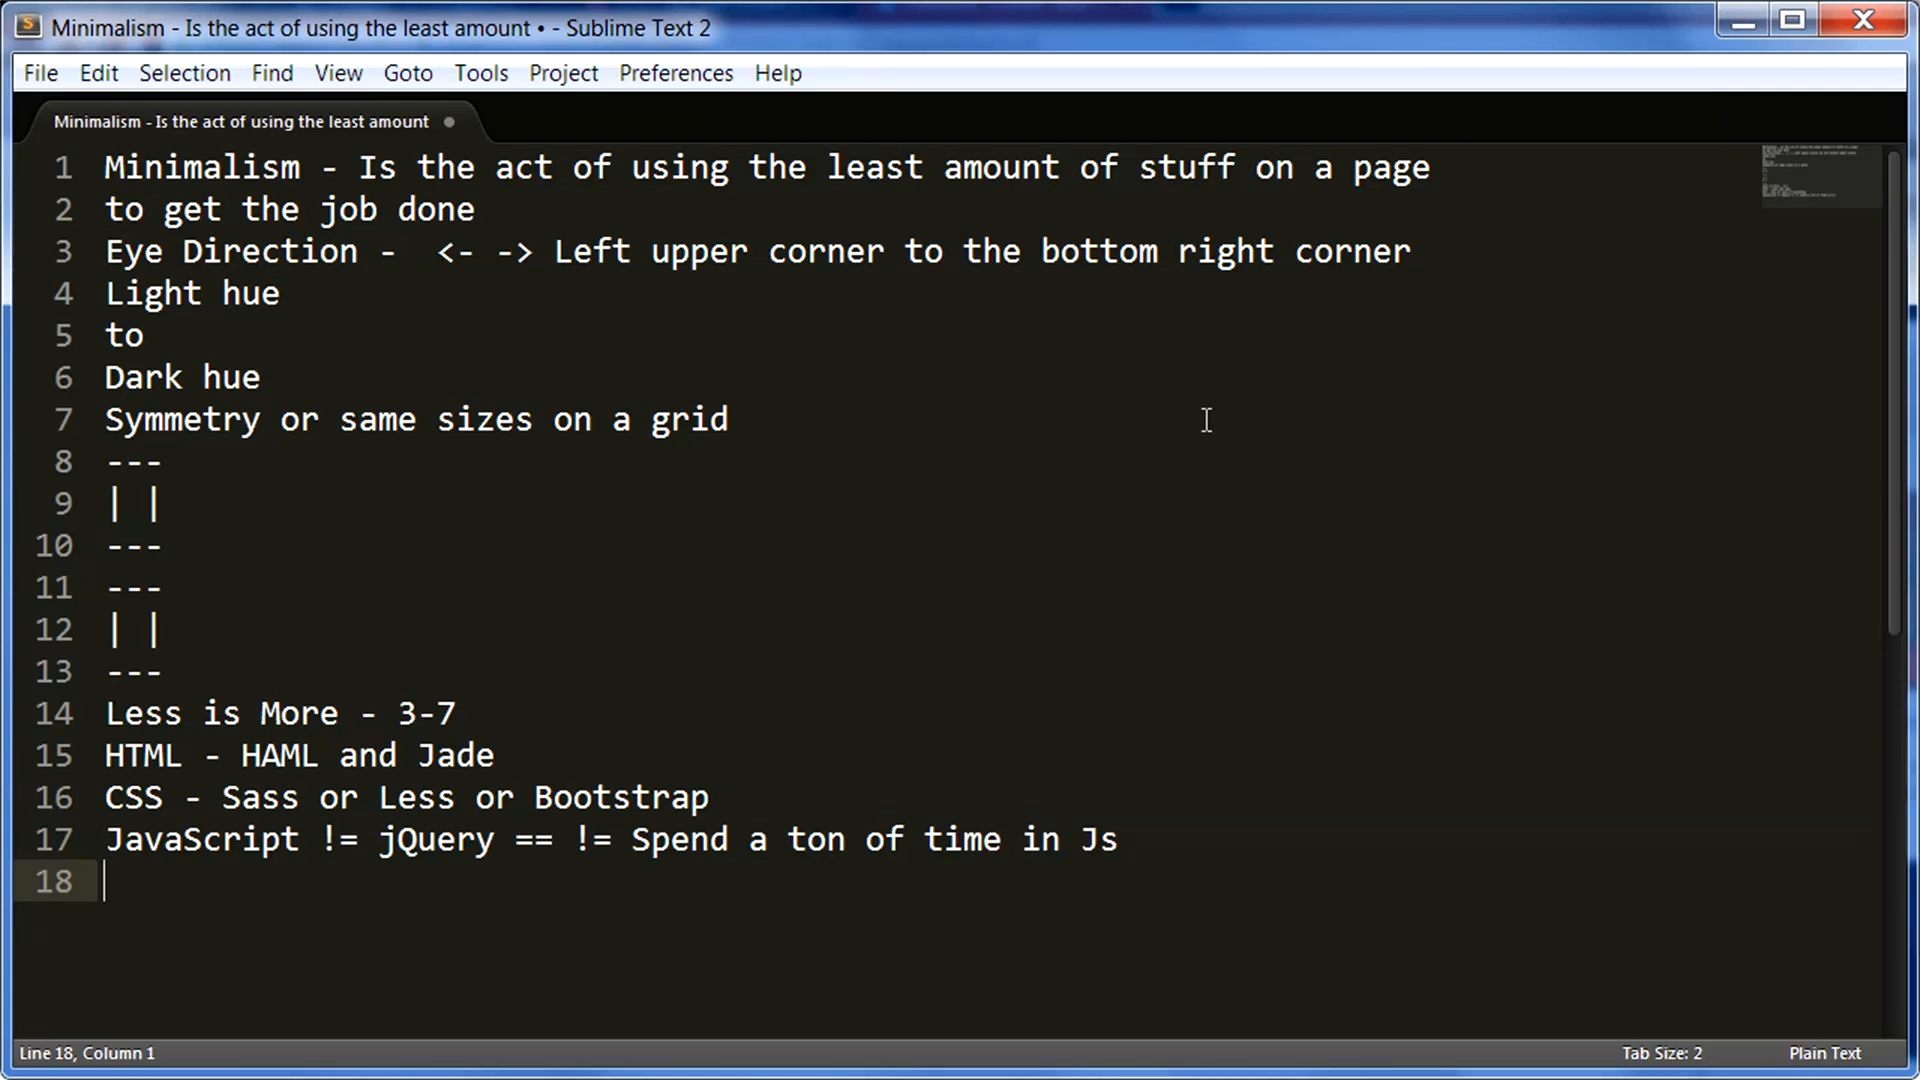 Minimalism - Is the act of using the least amount • - Sublime Text 2
File Edit Selection Find View Goto Tools Project Preferences Help
Minimalism - Is the act of using the least amount
1 Minimalism - Is the act of using the least amount of stuff on a page
2 to get the job done
3 Eye Direction -  <- -> Left upper corner to the bottom right corner
4 Light hue
5 to
6 Dark hue
7 Symmetry or same sizes on a grid
8 ---
9 | |
10 ---
11 ---
12 | |
13 ---
14 Less is More - 3-7
15 HTML - HAML and Jade
16 CSS - Sass or Less or Bootstrap
17 JavaScript != jQuery == != Spend a ton of time in Js
18
Line 18, Column 1 Tab Size: 2 Plain Text